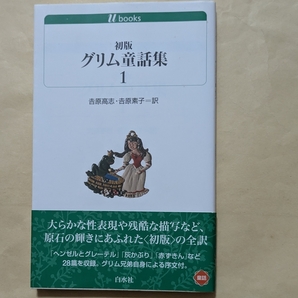 u books
初版
グリム童話集
1
吉原高志・吉原素子―訳
大らかな性表現や残酷な描写など、
原石の輝きにあふれた〈初版〉の全訳
「ヘンゼルとグレーテル」「灰かぶり」「赤ずきん」など
28篇を収録。グリム兄弟自身による序文付。
白水社